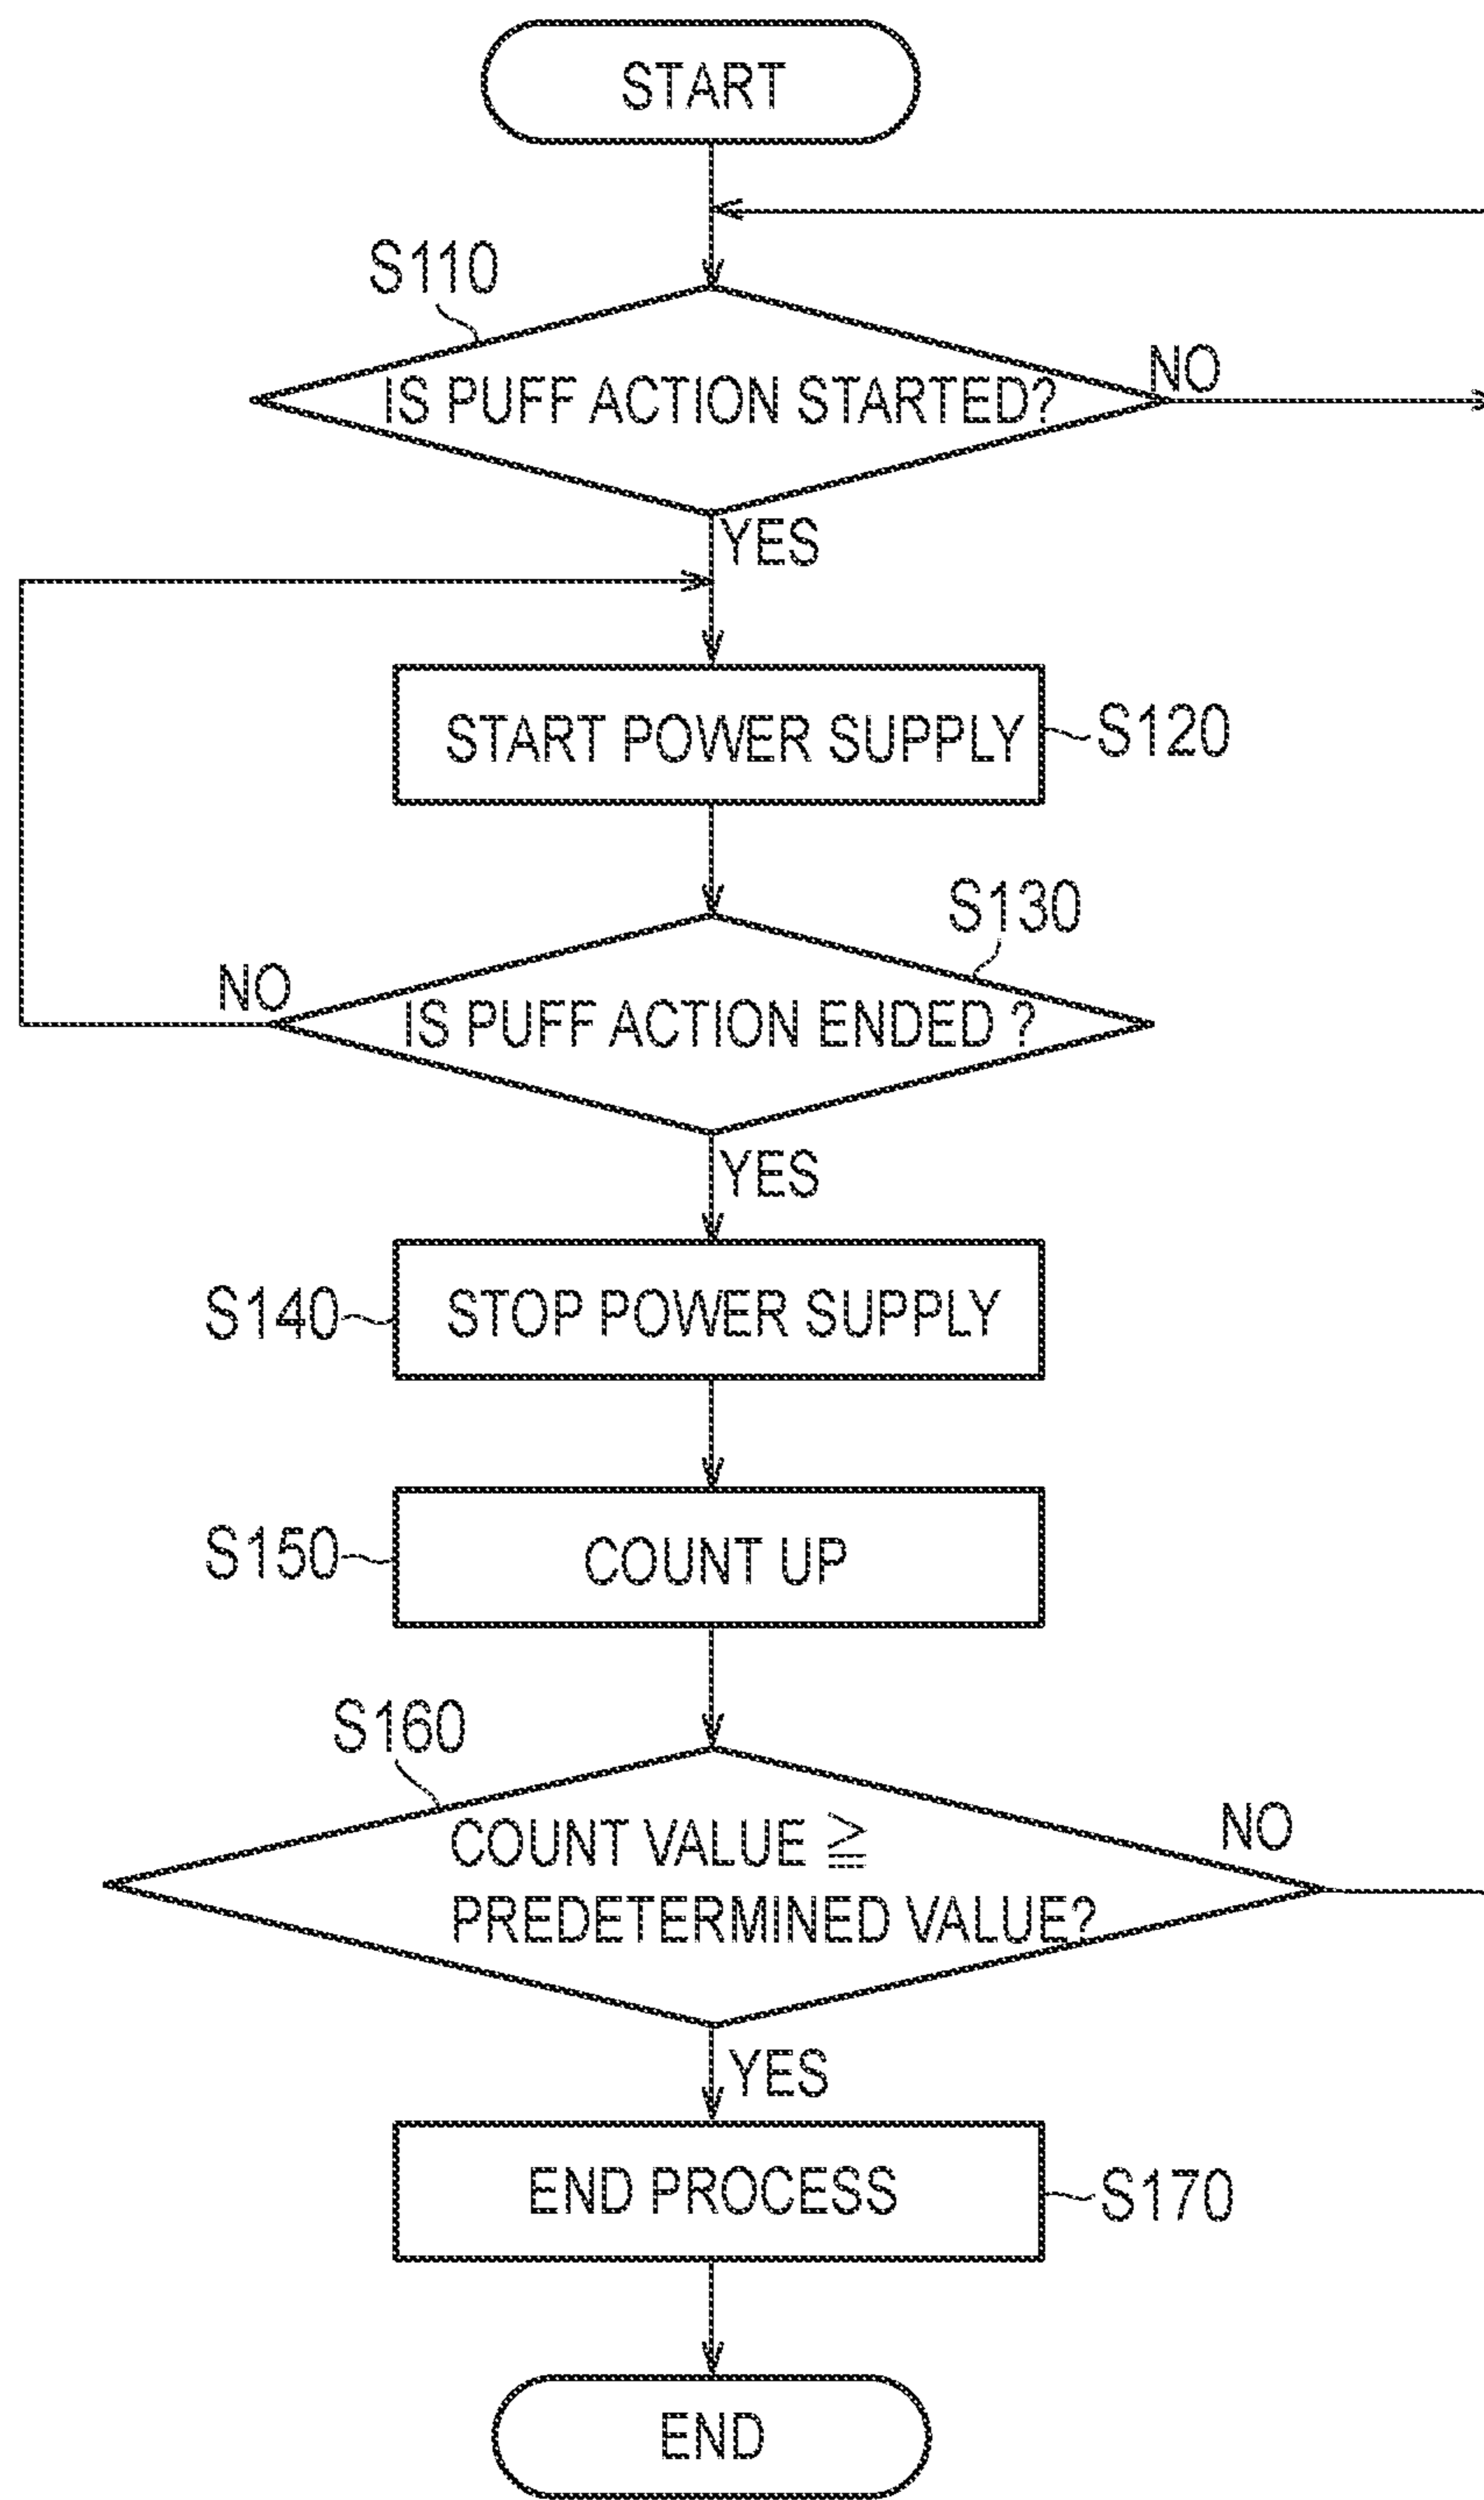 START
S110
IS PUFF ACTION STARTED?
NO
YES
START POWER SUPPLY
S120
S130
NO
IS PUFF ACTION ENDED ?
YES
S140
STOP POWER SUPPLY
S150
COUNT UP
S160
COUNT VALUE ≧
PREDETERMINED VALUE?
NO
YES
END PROCESS
S170
END